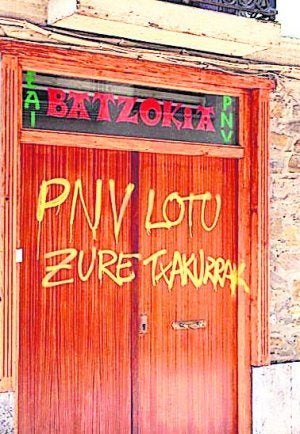 EAJ
BATZOKIA
PNV
PNV LOTU
ZURE TXAKURRAK